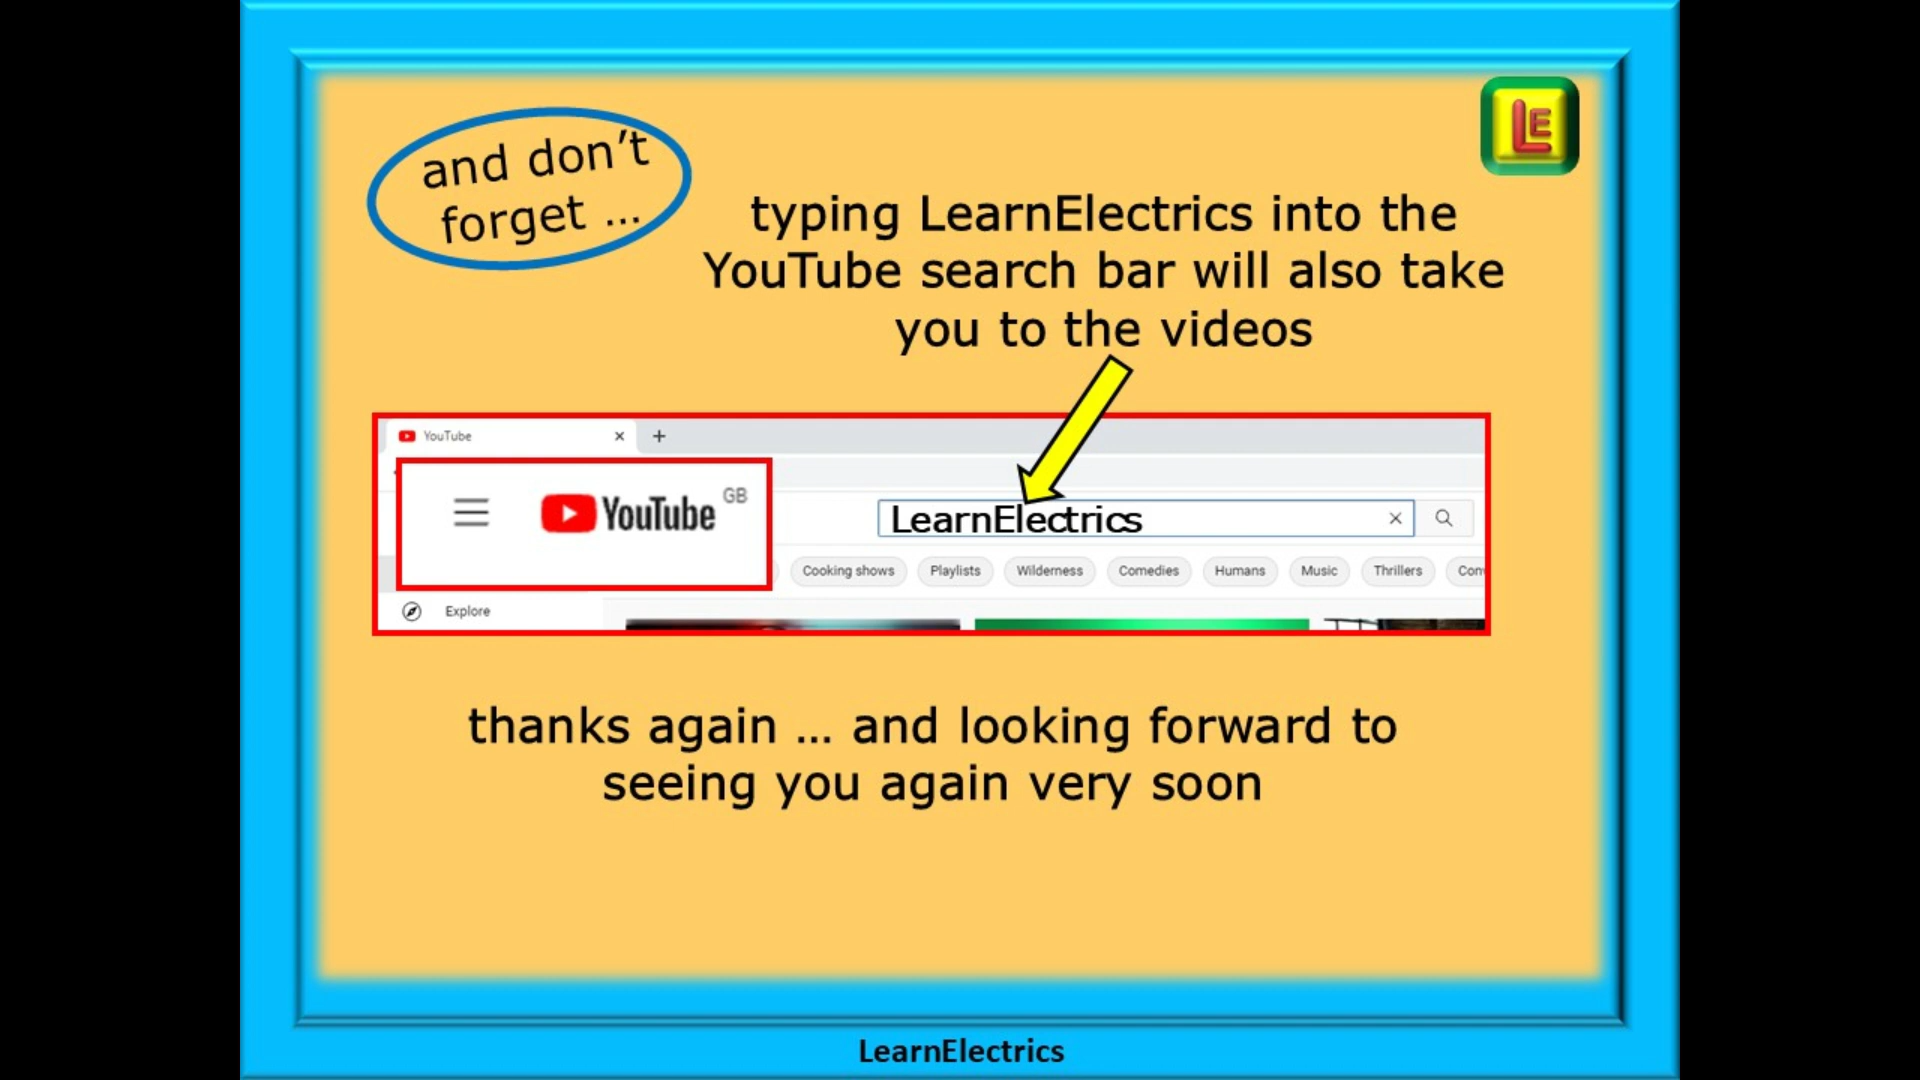 and don't
forget ...
LE
typing LearnElectrics into the
YouTube search bar will also take
you to the videos
YouTube
YouTube GB
LearnElectrics
Cooking shows Playlists Wilderness Comedies Humans Music Thrillers
Explore
thanks again ... and looking forward to
seeing you again very soon
LearnElectrics